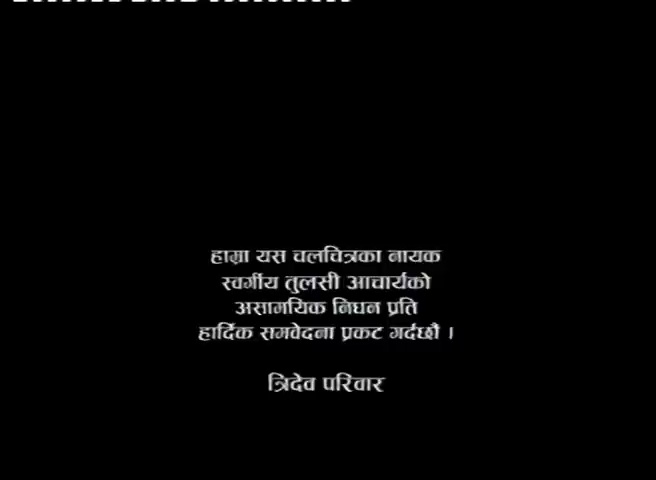 हाम्रा यस चलचित्रका नायक
स्वर्गीय तुलसी आचार्यको
असामयिक निधन प्रति
हार्दिक समवेदना प्रकट गर्दछौं ।
त्रिदेव परिवार